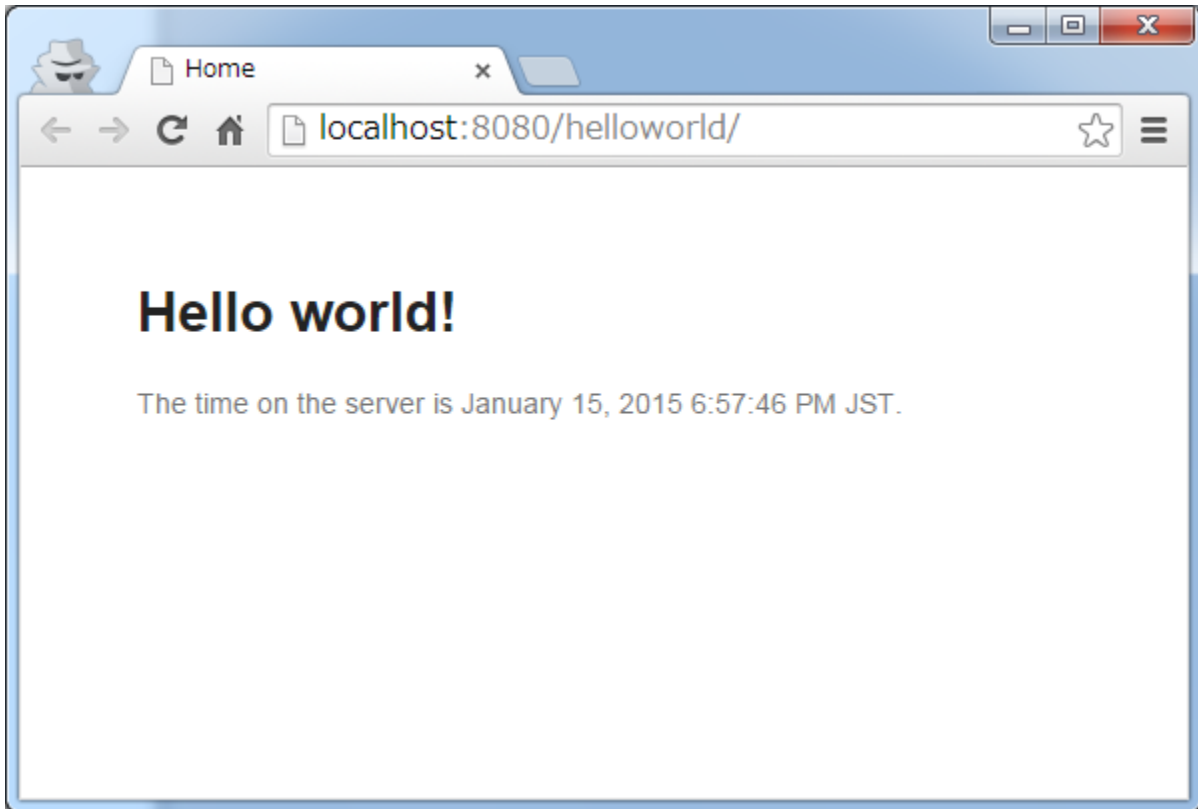 Home
localhost:8080/helloworld/
Hello world!
The time on the server is January 15, 2015 6:57:46 PM JST.